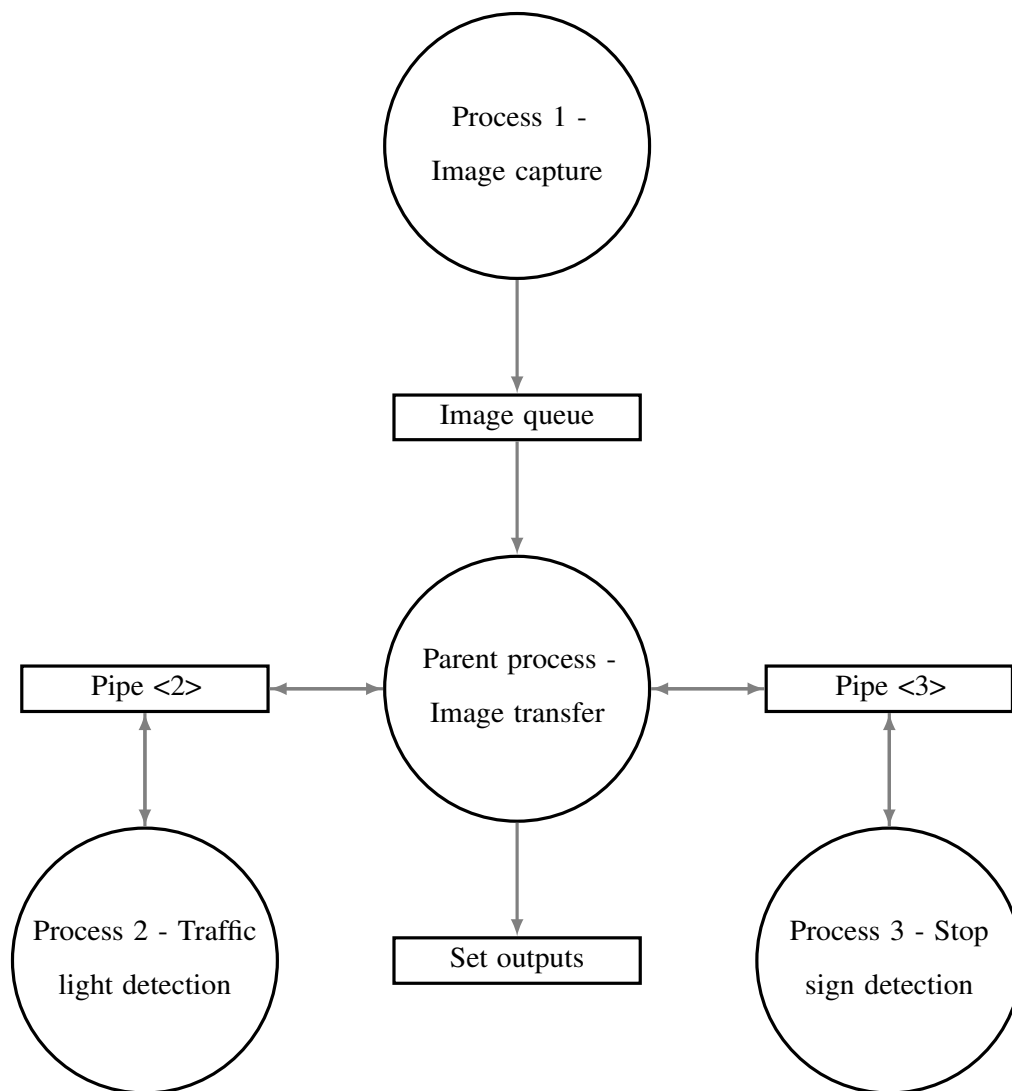 Process 1 -
Image capture
Image queue
Parent process -
Image transfer
Pipe <2>
Pipe <3>
Process 2 - Traffic
light detection
Set outputs
Process 3 - Stop
sign detection